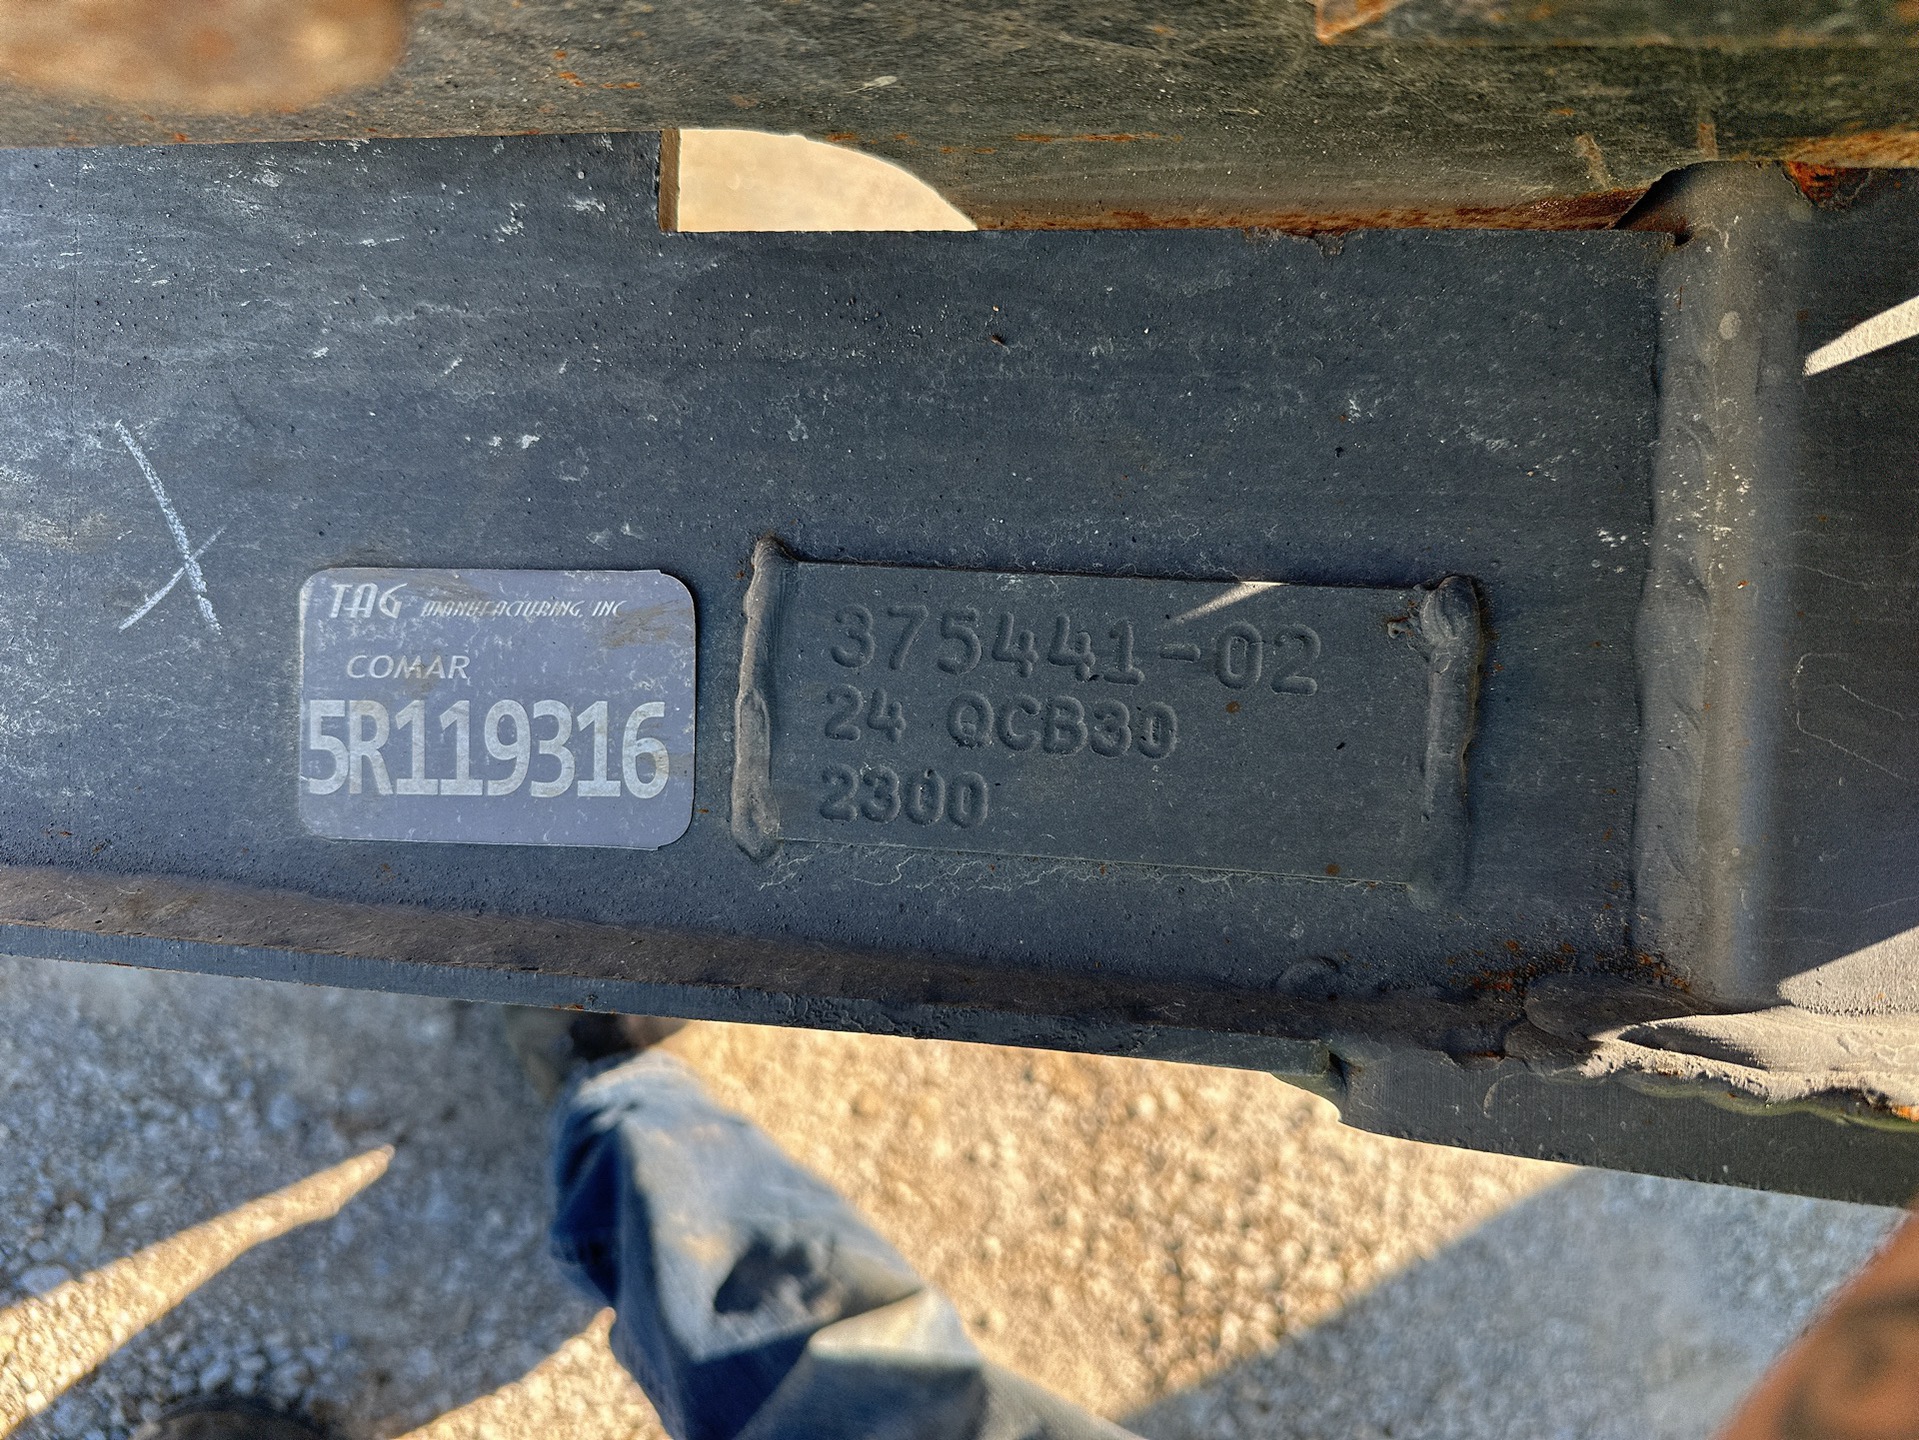 TAG MANUFACTURING, INC
COMAR
5R119316
375441-02
24 QCB30
2300
X